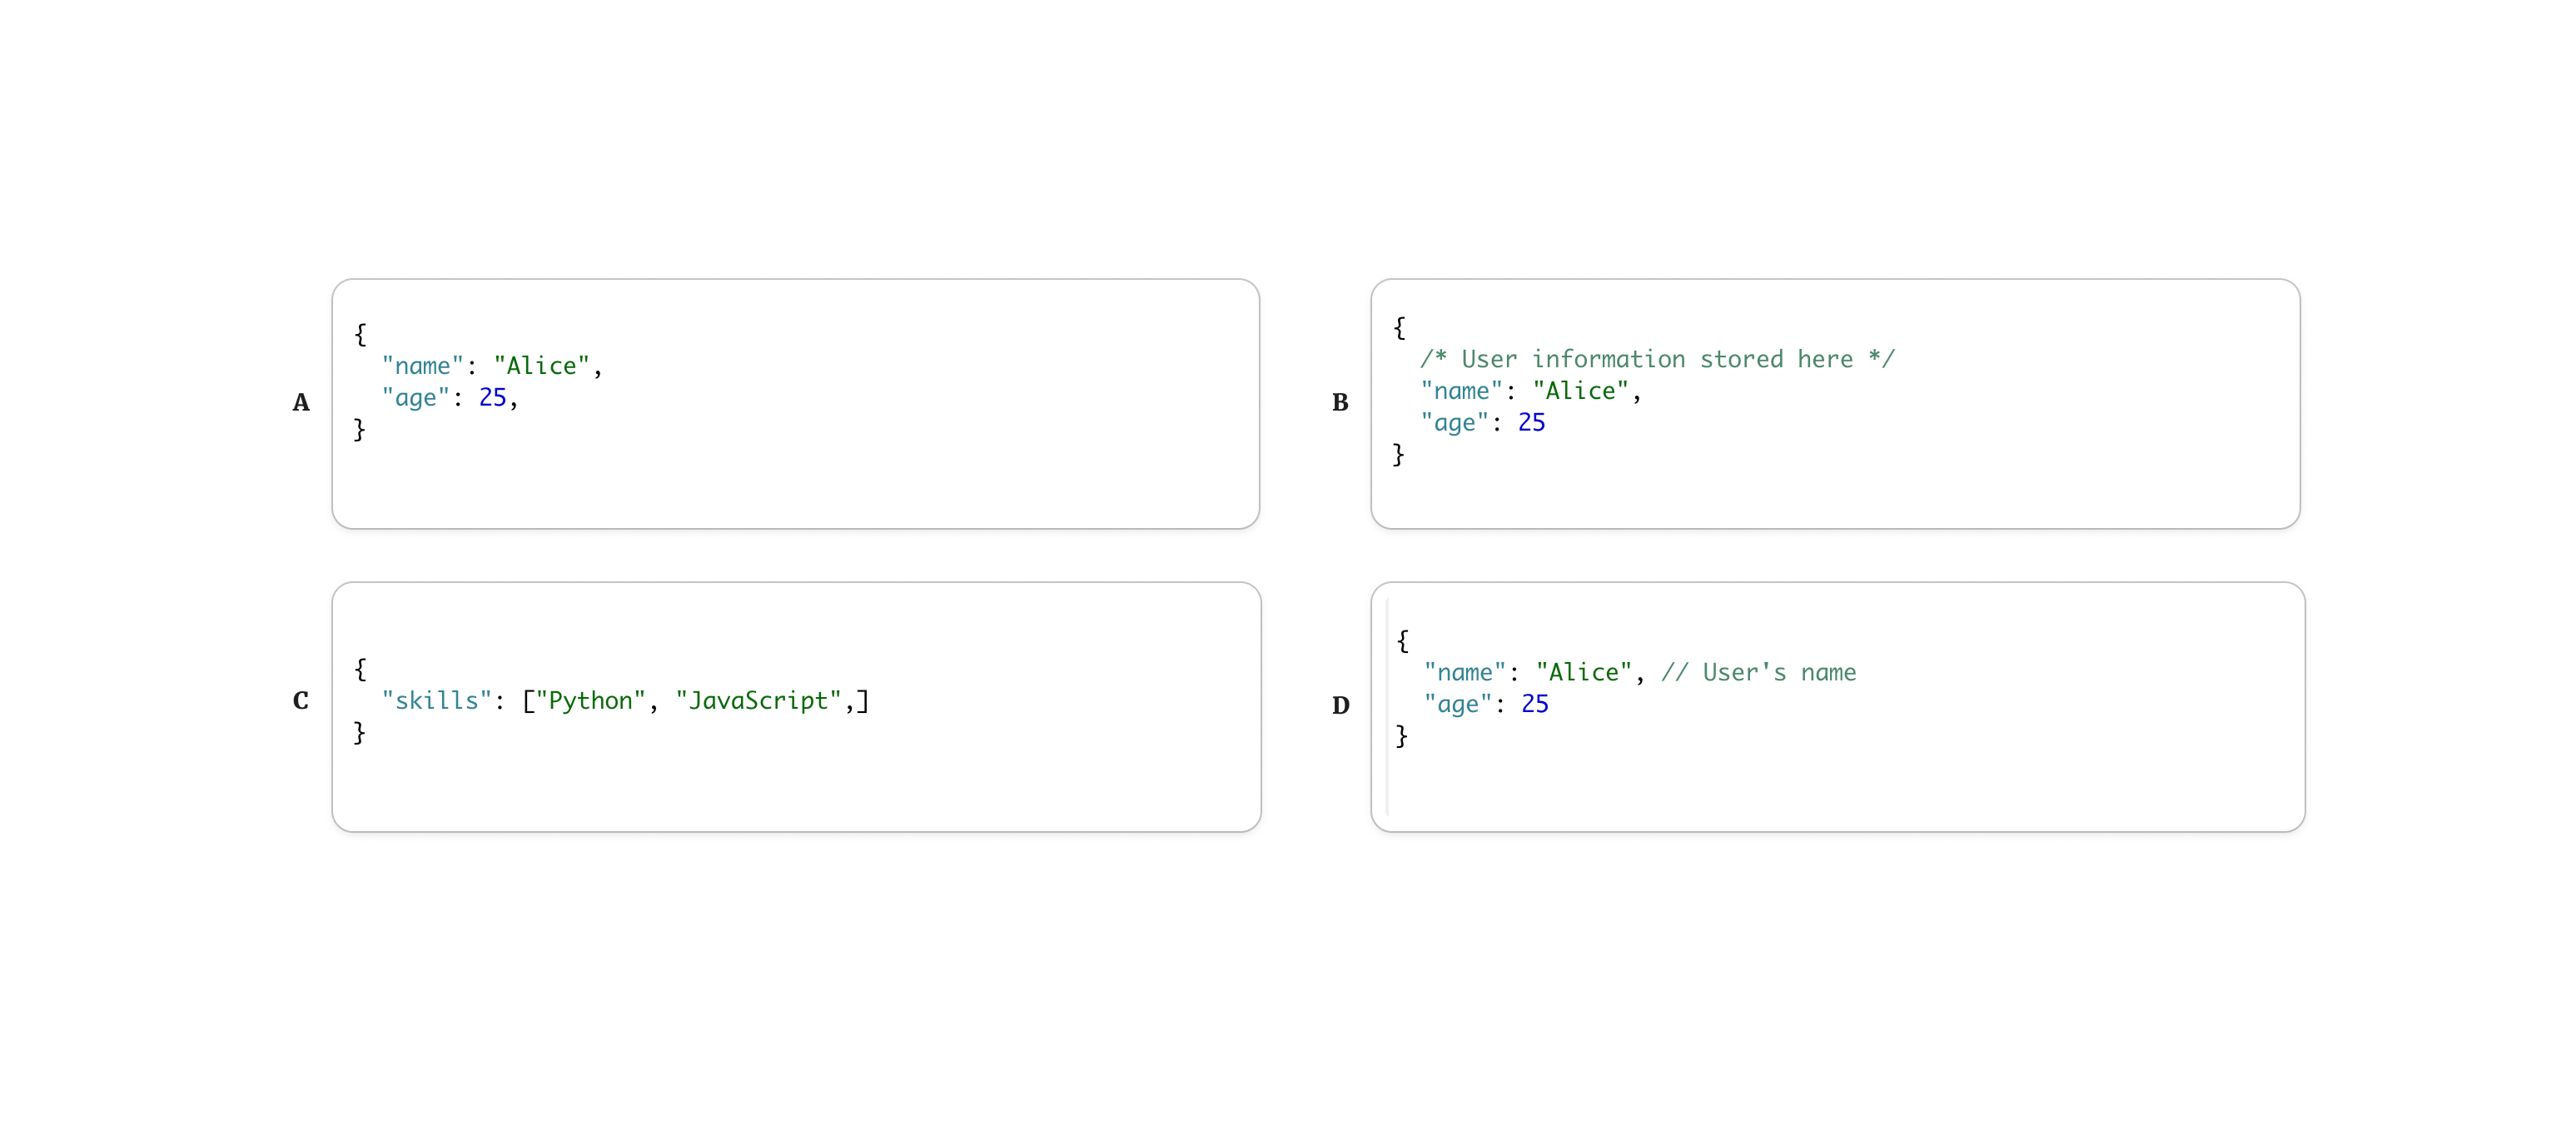 A
{
  "name": "Alice",
  "age": 25,
}
B
{
  /* User information stored here */
  "name": "Alice",
  "age": 25
}
C
{
  "skills": ["Python", "JavaScript",]
}
D
{
  "name": "Alice", // User's name
  "age": 25
}